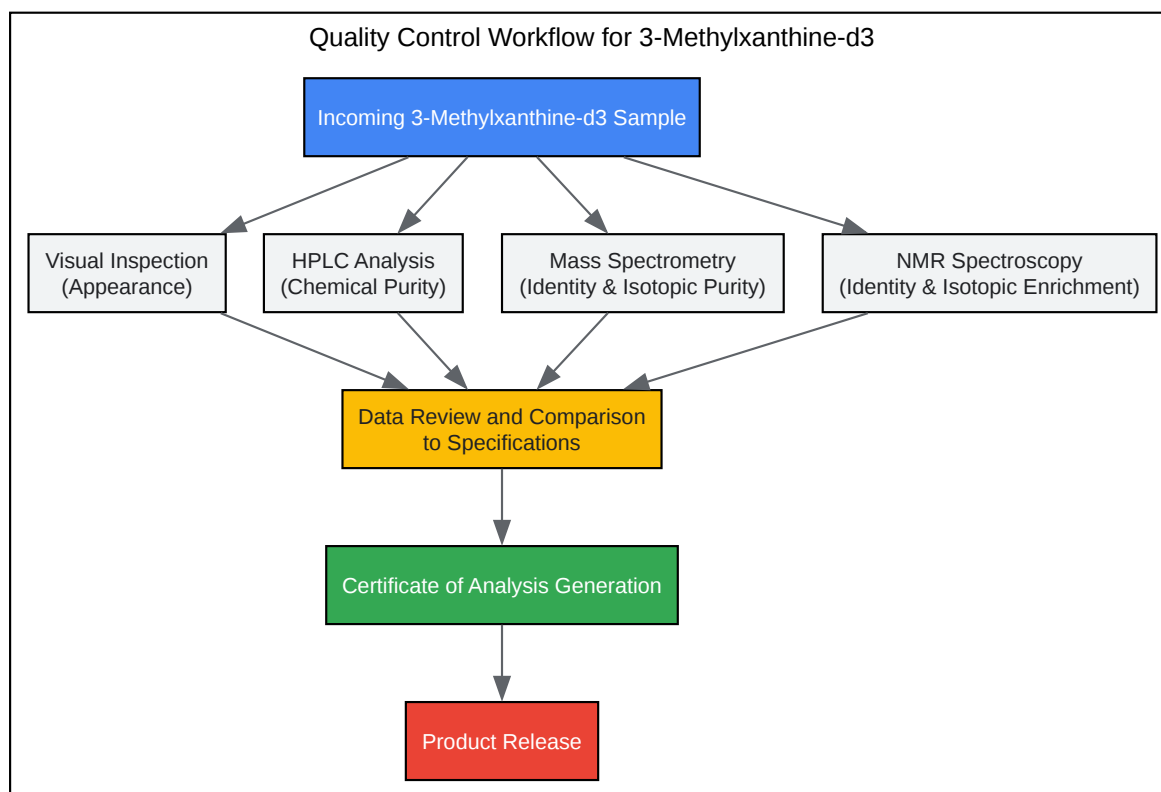 Quality Control Workflow for 3-Methylxanthine-d3
Incoming 3-Methylxanthine-d3 Sample
Visual Inspection
(Appearance)
HPLC Analysis
(Chemical Purity)
Mass Spectrometry
(Identity & Isotopic Purity)
NMR Spectroscopy
(Identity & Isotopic Enrichment)
Data Review and Comparison
to Specifications
Certificate of Analysis Generation
Product Release